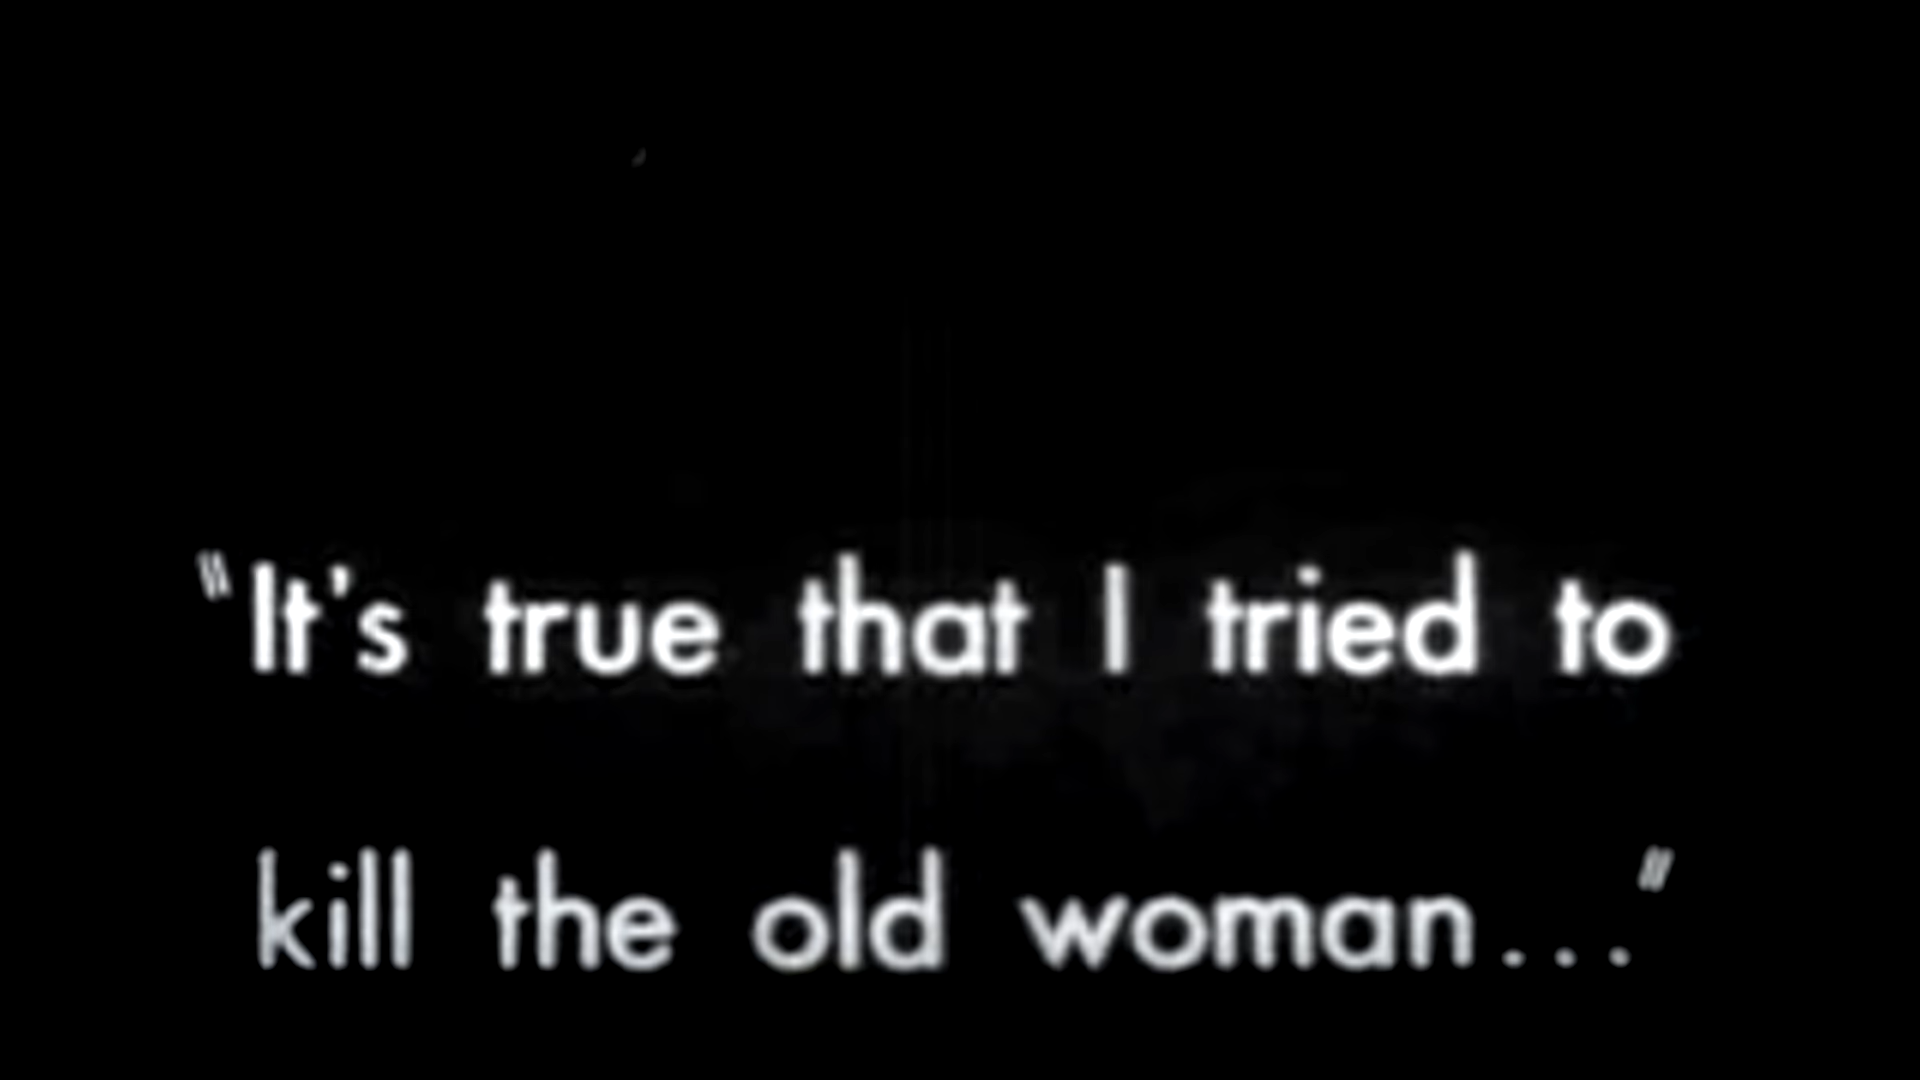 "It's true that I tried to
kill the old woman..."